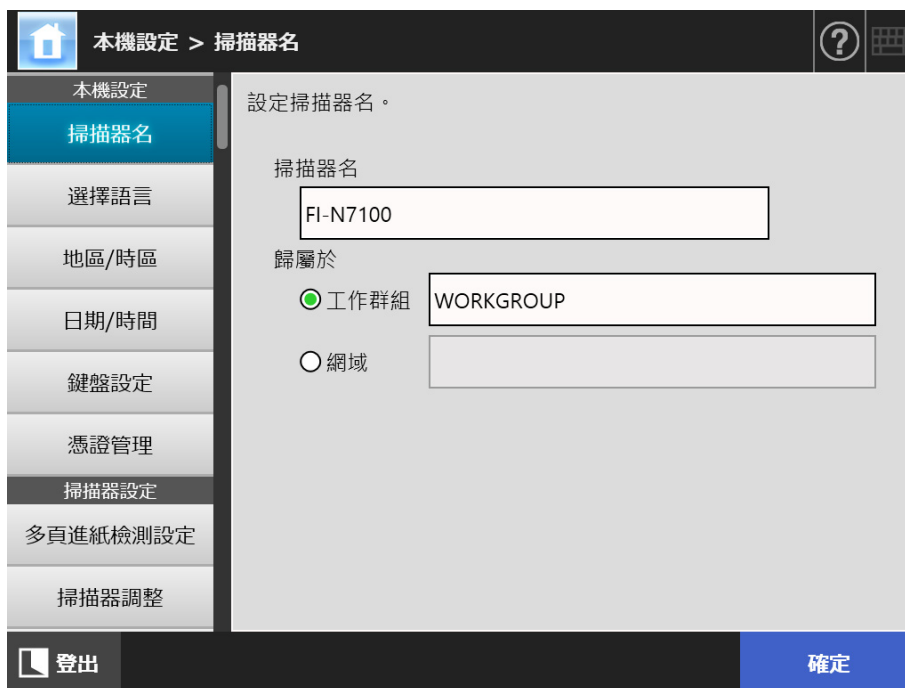 本機設定 > 掃描器名
本機設定
掃描器名
選擇語言
地區/時區
日期/時間
鍵盤設定
憑證管理
掃描器設定
多頁進紙檢測設定
掃描器調整
設定掃描器名。
掃描器名
FI-N7100
歸屬於
工作群組 WORKGROUP
網域
登出
確定